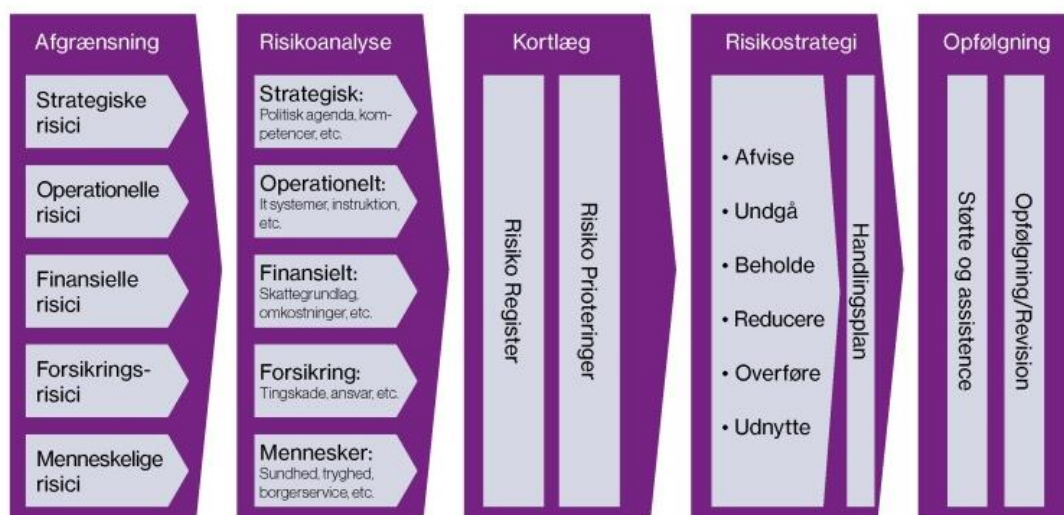 Afgrænsning
Strategiske
risici
Operationelle
risici
Finansielle
risici
Forsikrings-
risici
Menneskelige
risici
Risikoanalyse
Strategisk:
Politisk agenda, kom-
petencer, etc.
Operationelt:
It systemer, instruktion,
etc.
Finansielt:
Skattegrundlag,
omkostninger, etc.
Forsikring:
Tingskade, ansvar, etc.
Mennesker:
Sundhed, tryghed,
borgerservice, etc.
Kortlæg
Risiko Register
Risiko Prioteringer
Risikostrategi
• Afvise
• Undgå
• Beholde
• Reducere
• Overføre
• Udnytte
Handlingsplan
Opfølgning
Støtte og assistence
Opfølgning/Revision